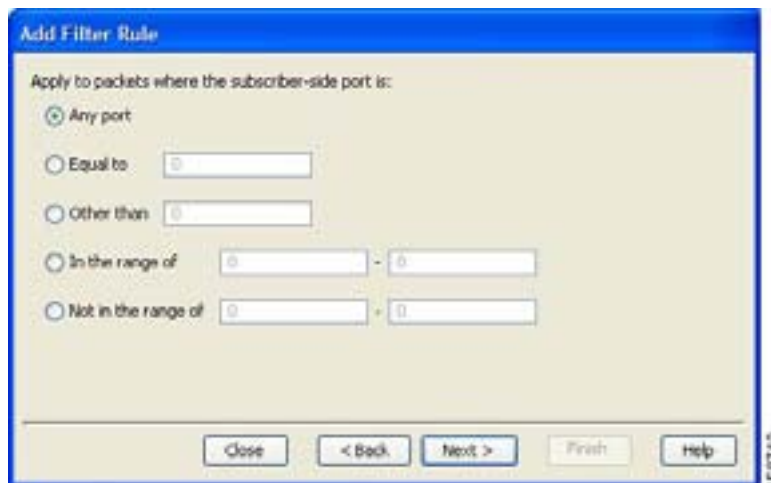 Add Filter Rule
Apply to packets where the subscriber-side port is:
Any port
Equal to 0
Other than 0
In the range of 0 - 0
Not in the range of 0 - 0
Close < Back Next > Finish Help